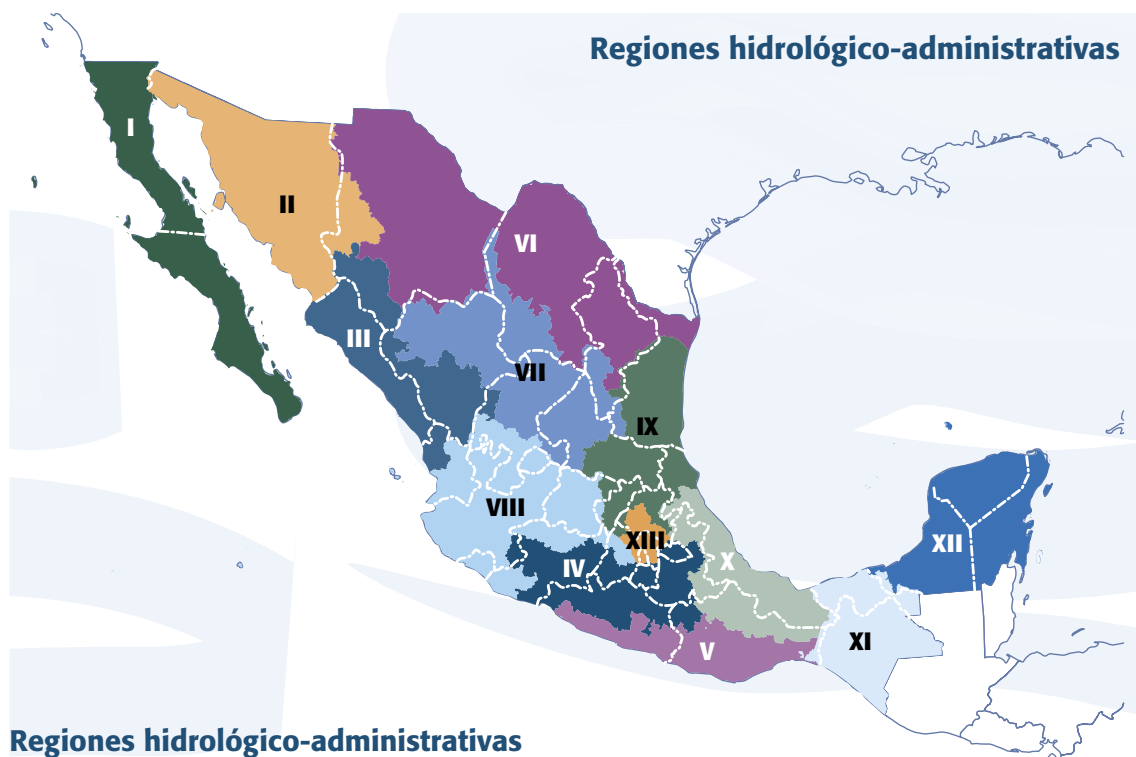 Regiones hidrológico-administrativas
I
II
VI
III
VII
IX
VIII
XIII
XII
IV
X
XI
V
Regiones hidrológico-administrativas